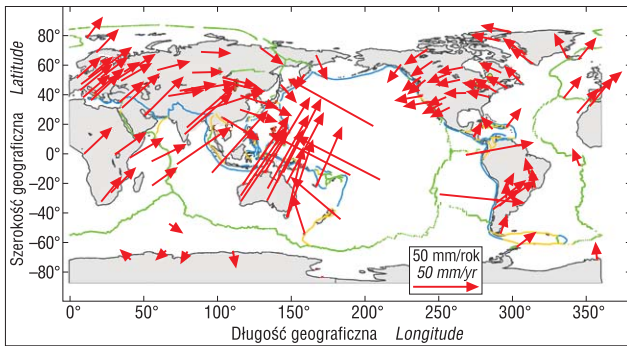 Szerokość geograficzna Latitude
80°
60°
40°
20°
0°
−20°
−40°
−60°
−80°
50 mm/rok
50 mm/yr
0° 50° 100° 150° 200° 250° 300° 350°
Długość geograficzna Longitude